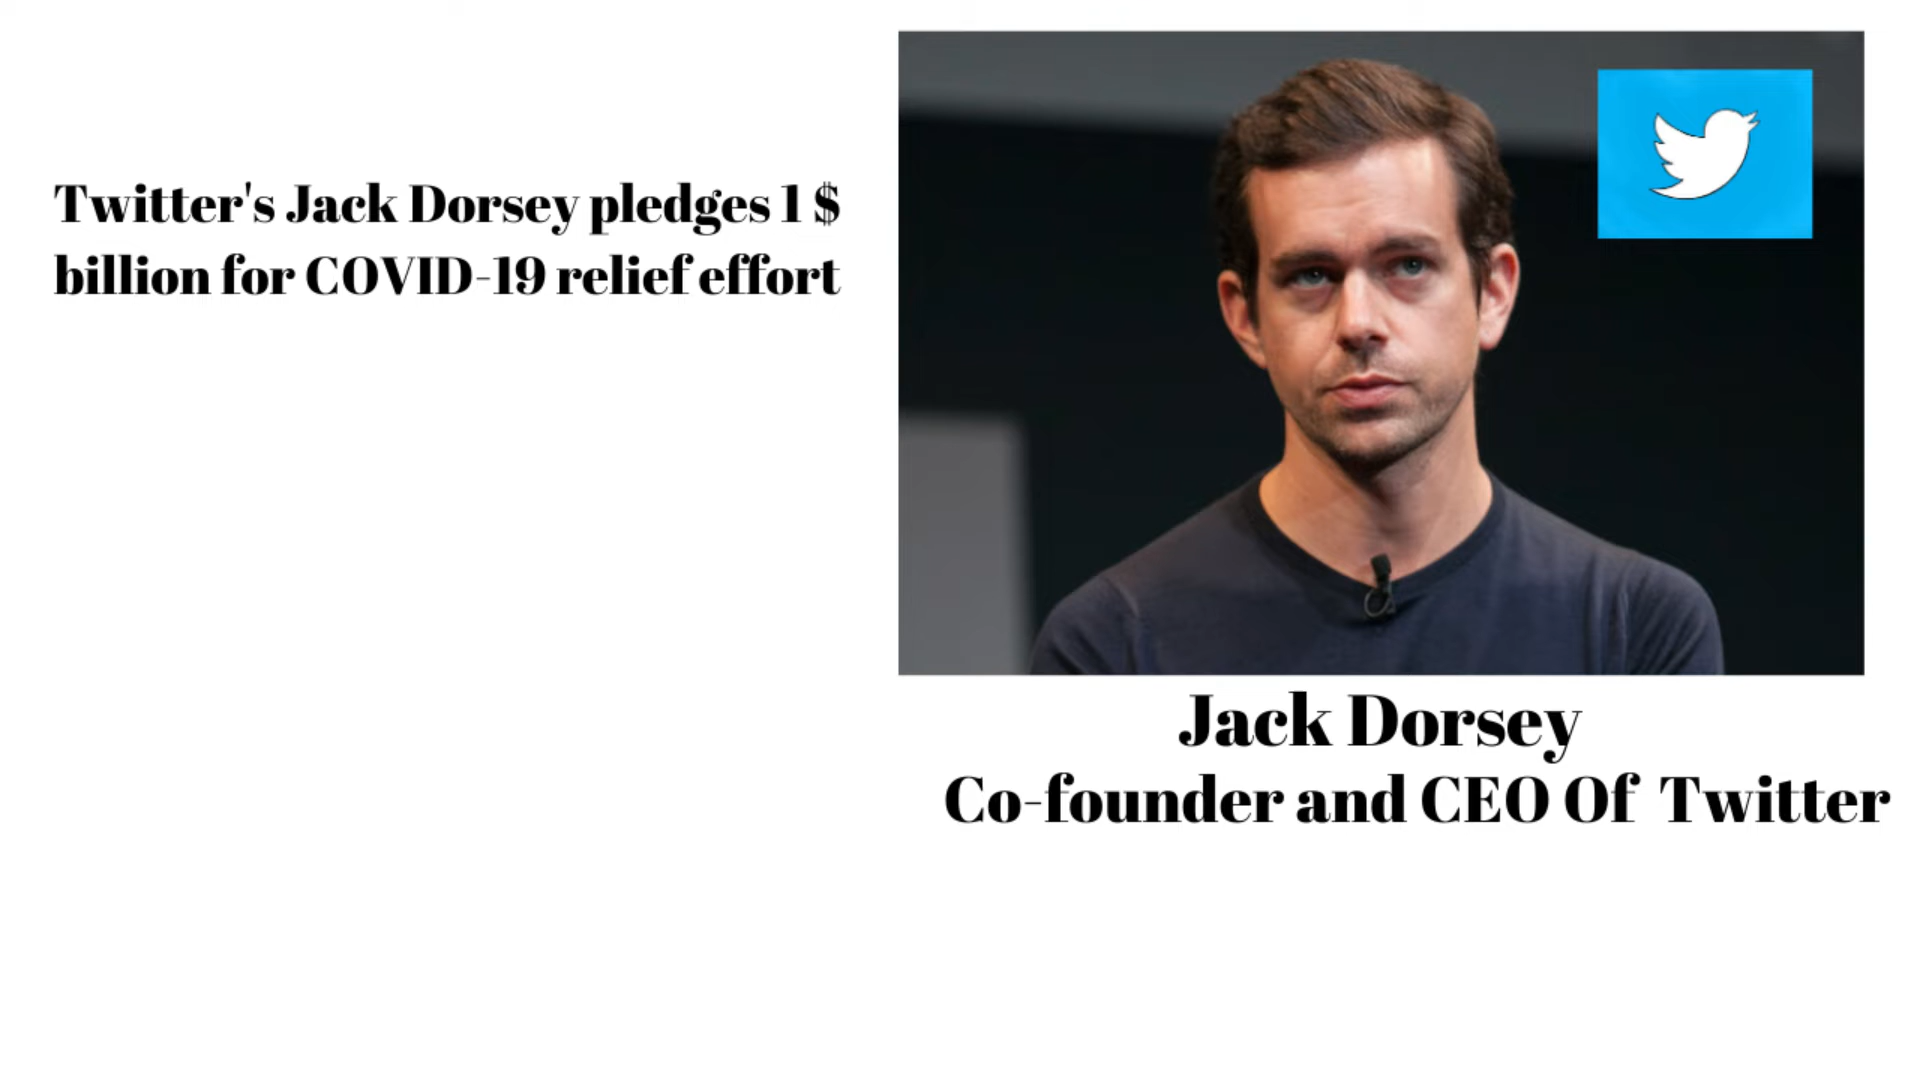 Twitter's Jack Dorsey pledges 1 $
billion for COVID-19 relief effort
Jack Dorsey
Co-founder and CEO Of Twitter